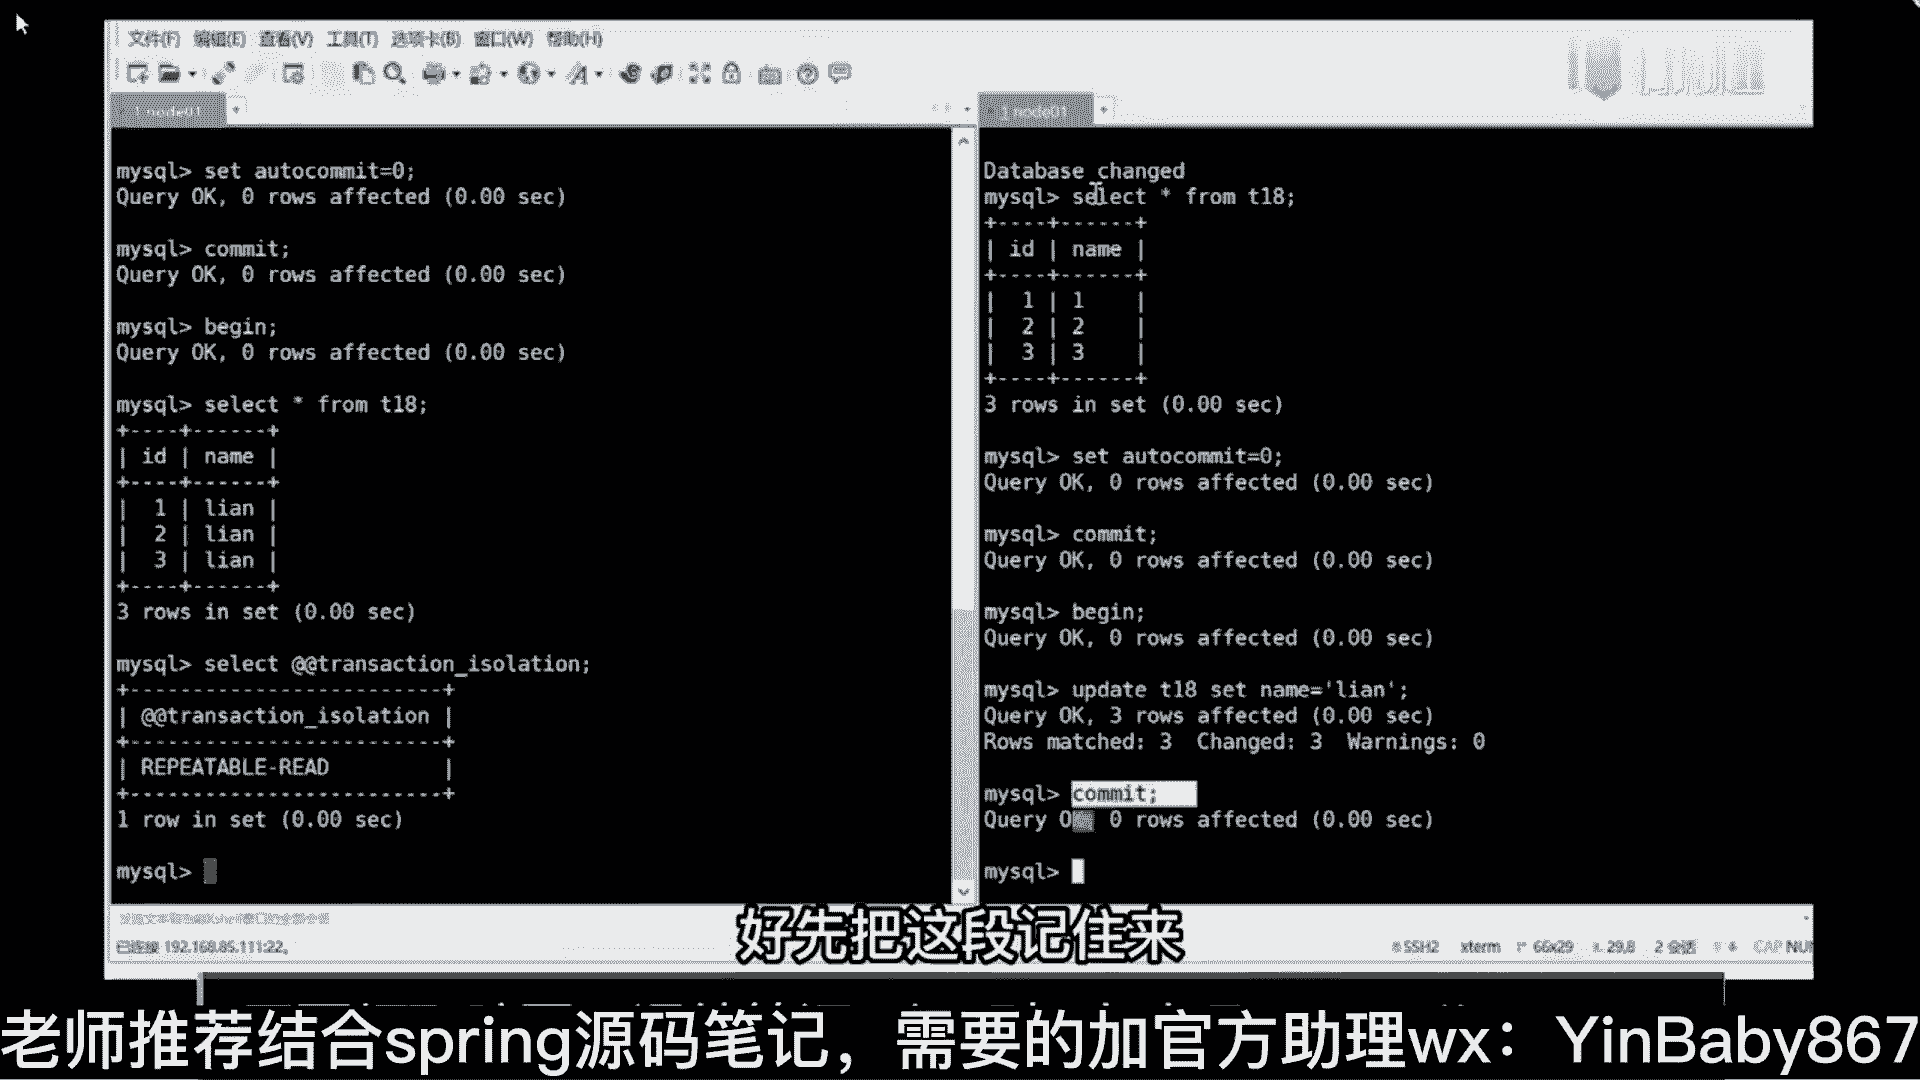 文件(F) 编辑(E) 查看(V) 工具(T) 选项卡(B) 窗口(W) 帮助(H)
1 node01
mysql> set autocommit=0;
Query OK, 0 rows affected (0.00 sec)
mysql> commit;
Query OK, 0 rows affected (0.00 sec)
mysql> begin;
Query OK, 0 rows affected (0.00 sec)
mysql> select * from t18;
+----+------+
| id | name |
+----+------+
|  1 | lian |
|  2 | lian |
|  3 | lian |
+----+------+
3 rows in set (0.00 sec)
mysql> select @@transaction_isolation;
+-------------------------+
| @@transaction_isolation |
+-------------------------+
| REPEATABLE-READ         |
+-------------------------+
1 row in set (0.00 sec)
mysql>
1 node01
Database changed
mysql> select * from t18;
+----+------+
| id | name |
+----+------+
|  1 | 1    |
|  2 | 2    |
|  3 | 3    |
+----+------+
3 rows in set (0.00 sec)
mysql> set autocommit=0;
Query OK, 0 rows affected (0.00 sec)
mysql> commit;
Query OK, 0 rows affected (0.00 sec)
mysql> begin;
Query OK, 0 rows affected (0.00 sec)
mysql> update t18 set name='lian';
Query OK, 3 rows affected (0.00 sec)
Rows matched: 3  Changed: 3  Warnings: 0
mysql> commit;
Query O 0 rows affected (0.00 sec)
mysql>
已连接 192.168.85.111:22。
SSH2 xterm 66x29 29,8 2 会话 CAP NUM
好先把这段记住来
老师推荐结合spring源码笔记，需要的加官方助理wx：YinBaby867